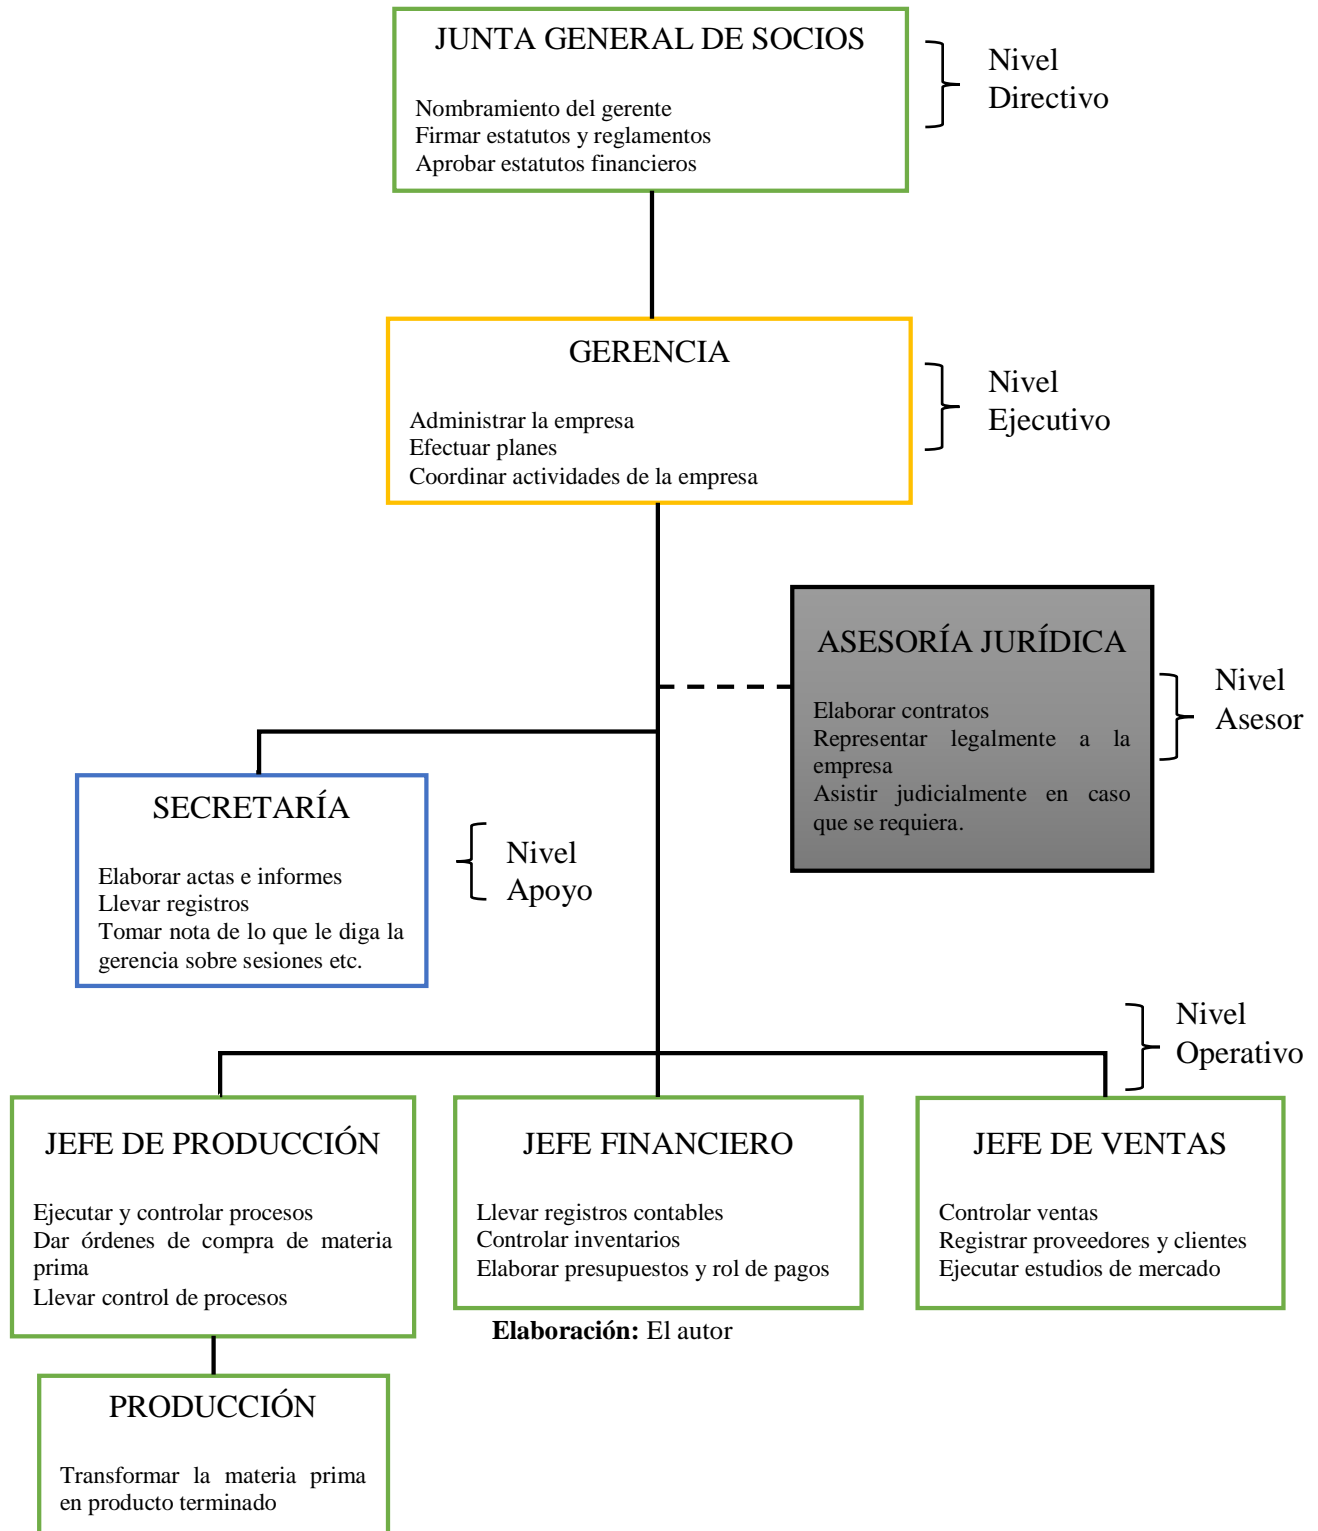 JUNTA GENERAL DE SOCIOS
Nombramiento del gerente
Firmar estatutos y reglamentos
Aprobar estatutos financieros
Nivel
Directivo
GERENCIA
Administrar la empresa
Efectuar planes
Coordinar actividades de la empresa
Nivel
Ejecutivo
ASESORÍA JURÍDICA
Elaborar contratos
Representar legalmente a la
empresa
Asistir judicialmente en caso
que se requiera.
Nivel
Asesor
SECRETARÍA
Elaborar actas e informes
Llevar registros
Tomar nota de lo que le diga la
gerencia sobre sesiones etc.
Nivel
Apoyo
Nivel
Operativo
JEFE DE PRODUCCIÓN
Ejecutar y controlar procesos
Dar órdenes de compra de materia
prima
Llevar control de procesos
JEFE FINANCIERO
Llevar registros contables
Controlar inventarios
Elaborar presupuestos y rol de pagos
JEFE DE VENTAS
Controlar ventas
Registrar proveedores y clientes
Ejecutar estudios de mercado
Elaboración: El autor
PRODUCCIÓN
Transformar la materia prima
en producto terminado